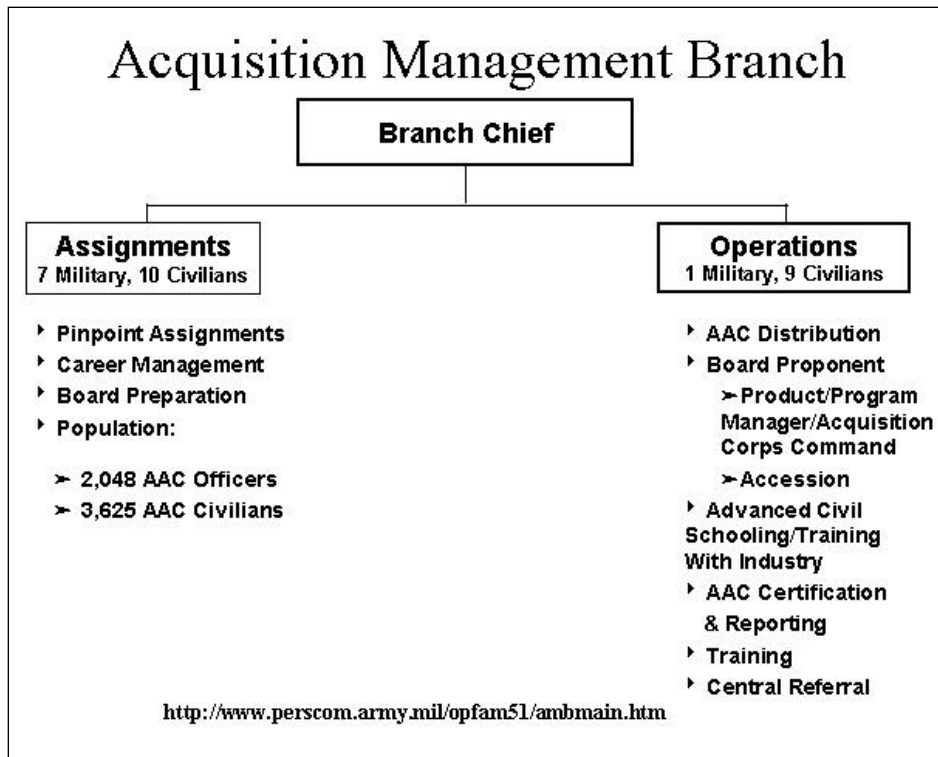 Acquisition Management Branch
Branch Chief
Assignments
7 Military, 10 Civilians
Pinpoint Assignments
Career Management
Board Preparation
Population:
➢ 2,048 AAC Officers
➢ 3,625 AAC Civilians
Operations
1 Military, 9 Civilians
AAC Distribution
Board Proponent
➢Product/Program
Manager/Acquisition
Corps Command
➢Accession
Advanced Civil
Schooling/Training
With Industry
AAC Certification
& Reporting
Training
Central Referral
http://www.perscom.army.mil/opfam51/ambmain.htm